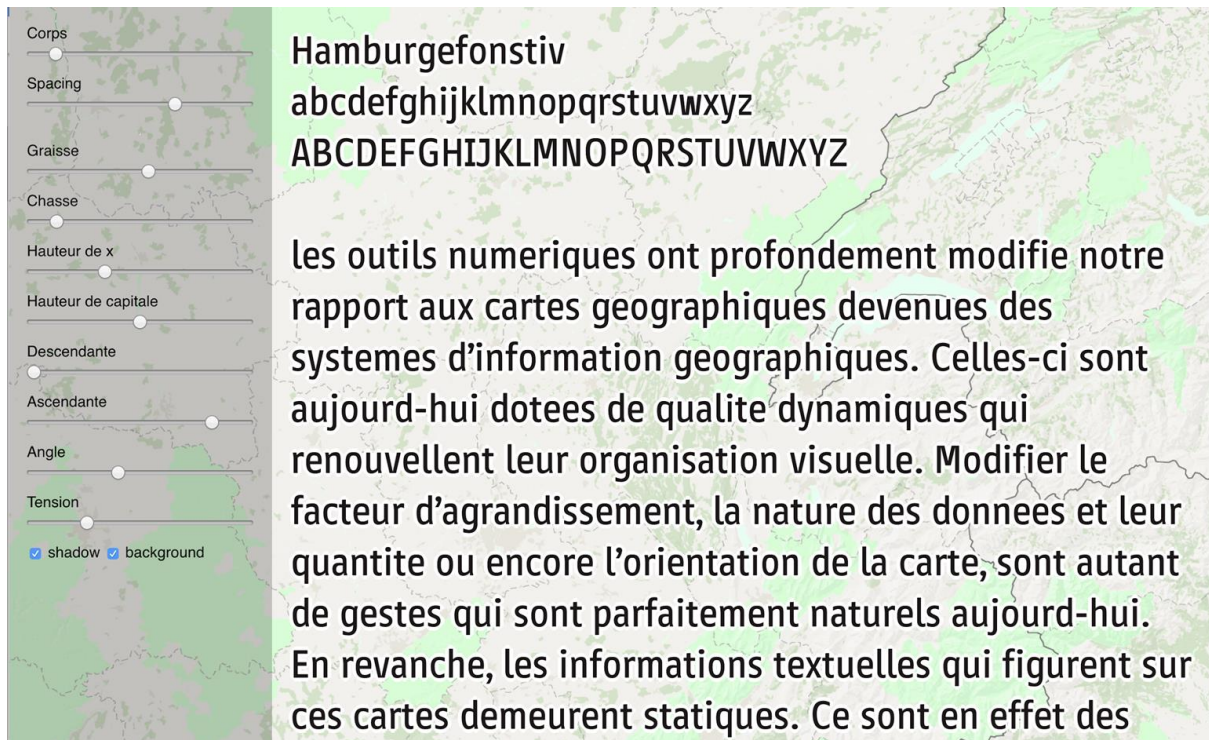 Corps
Spacing
Graisse
Chasse
Hauteur de x
Hauteur de capitale
Descendante
Ascendante
Angle
Tension
shadow background
Hamburgefonstiv
abcdefghijklmnopqrstuvwxyz
ABCDEFGHIJKLMNOPQRSTUVWXYZ
les outils numeriques ont profondement modifie notre
rapport aux cartes geographiques devenues des
systemes d’information geographiques. Celles-ci sont
aujourd-hui dotees de qualite dynamiques qui
renouvellent leur organisation visuelle. Modifier le
facteur d’agrandissement, la nature des donnees et leur
quantite ou encore l’orientation de la carte, sont autant
de gestes qui sont parfaitement naturels aujourd-hui.
En revanche, les informations textuelles qui figurent sur
ces cartes demeurent statiques. Ce sont en effet des